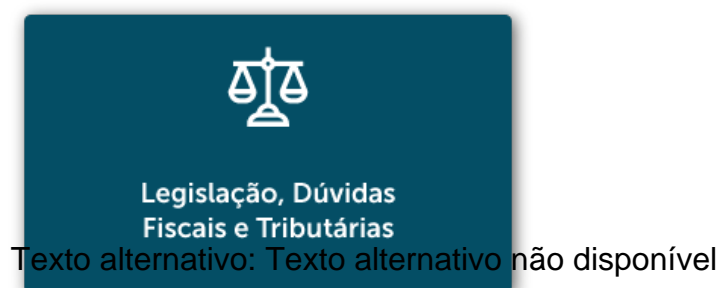 Legislação, Dúvidas
Fiscais e Tributárias
Texto alternativo: Texto alternativo não disponível